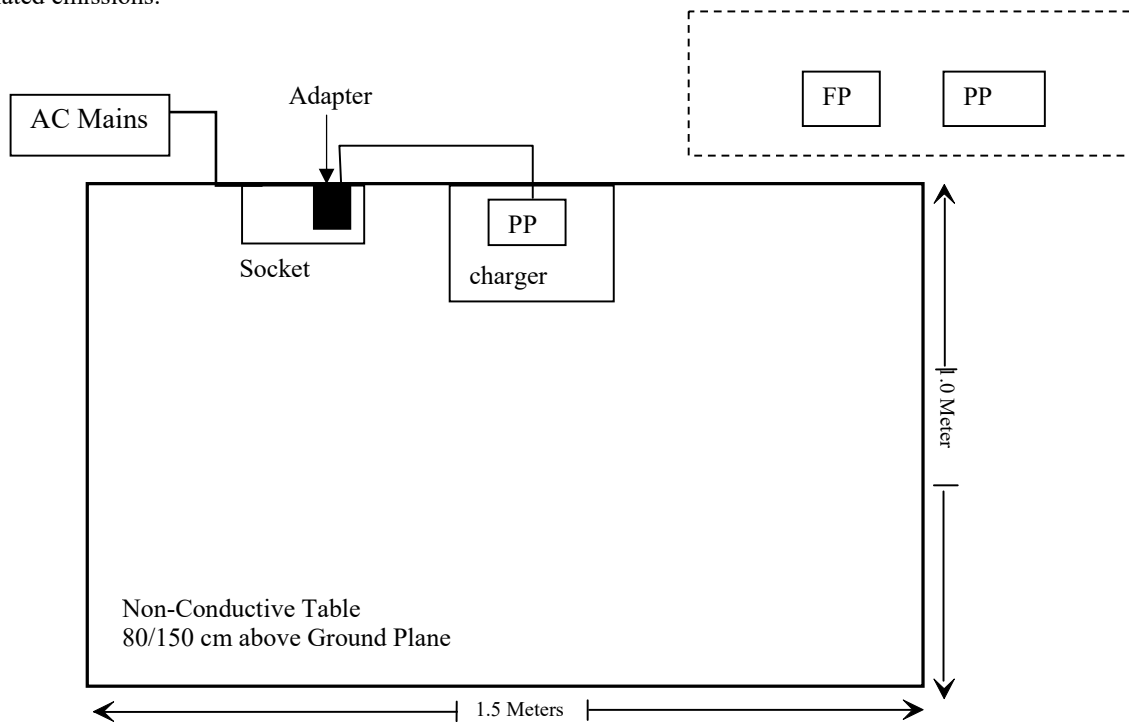 emissions.
FP
PP
Adapter
AC Mains
PP
Socket
charger
1.0 Meter
Non-Conductive Table
80/150 cm above Ground Plane
1.5 Meters